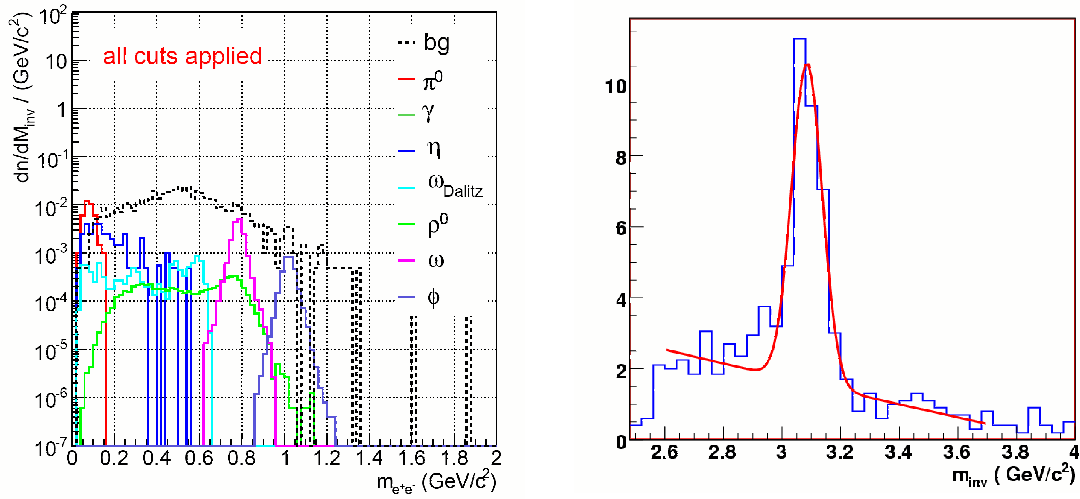 dn/dM_inv / (GeV/c²)
10²
10
1
10⁻¹
10⁻²
10⁻³
10⁻⁴
10⁻⁵
10⁻⁶
10⁻⁷
all cuts applied
bg
π⁰
γ
η
ω_Dalitz
ρ⁰
ω
ϕ
0 0.2 0.4 0.6 0.8 1 1.2 1.4 1.6 1.8 2
m_e⁺e⁻ (GeV/c²)
10
8
6
4
2
0
2.6 2.8 3 3.2 3.4 3.6 3.8 4
m_inv ( GeV/c²)